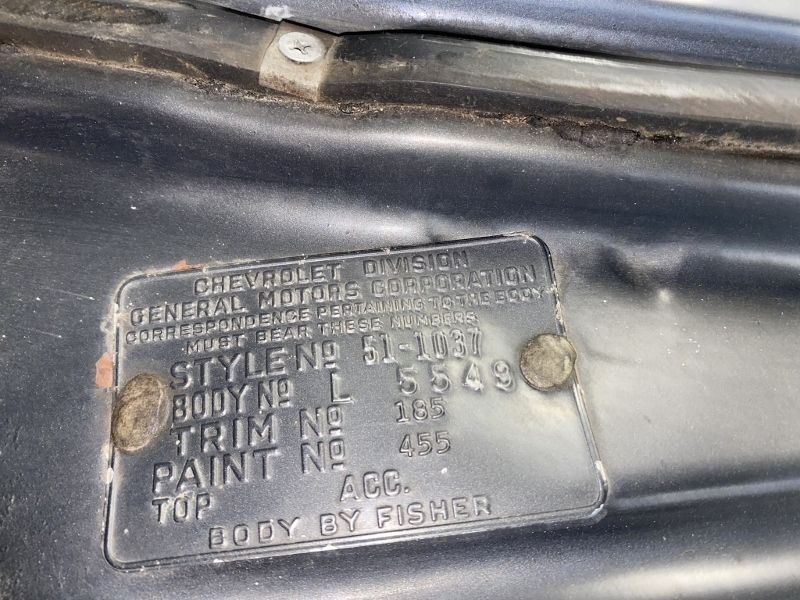 CHEVROLET DIVISION
GENERAL MOTORS CORPORATION
CORRESPONDENCE PERTAINING TO THE BODY
MUST BEAR THESE NUMBERS
STYLE Nº 51-1037
BODY Nº L 5549
TRIM Nº 185
PAINT Nº 455
TOP ACC.
BODY BY FISHER